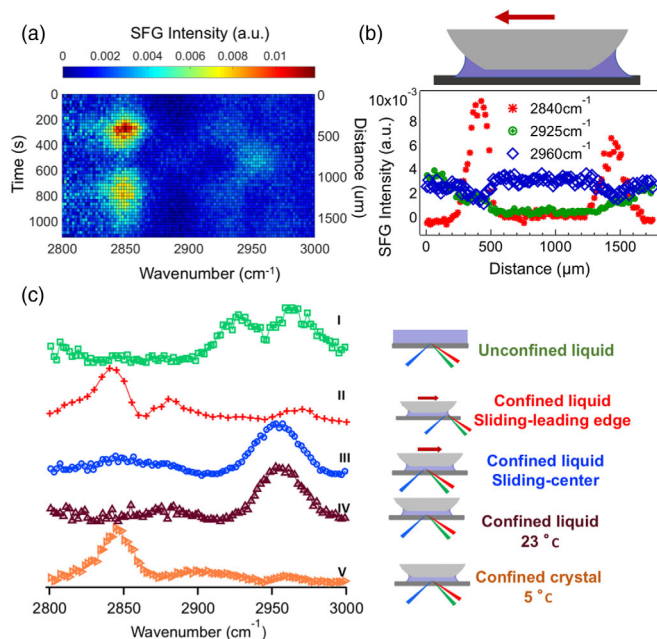 (a)
SFG Intensity (a.u.)
0 0.002 0.004 0.006 0.008 0.01
0
200
400
600
800
1000
Time (s)
0
500
1000
1500
Distance (um)
2800 2850 2900 2950 3000
Wavenumber (cm⁻¹)
(b)
10x10⁻³
8
6
4
2
0
SFG Intensity (a.u.)
2840cm⁻¹
2925cm⁻¹
2960cm⁻¹
0 500 1000 1500
Distance (µm)
(c)
I
II
III
IV
V
2800 2850 2900 2950 3000
Wavenumber (cm⁻¹)
Unconfined liquid
Confined liquid
Sliding-leading edge
Confined liquid
Sliding-center
Confined liquid
23 °C
Confined crystal
5 °C